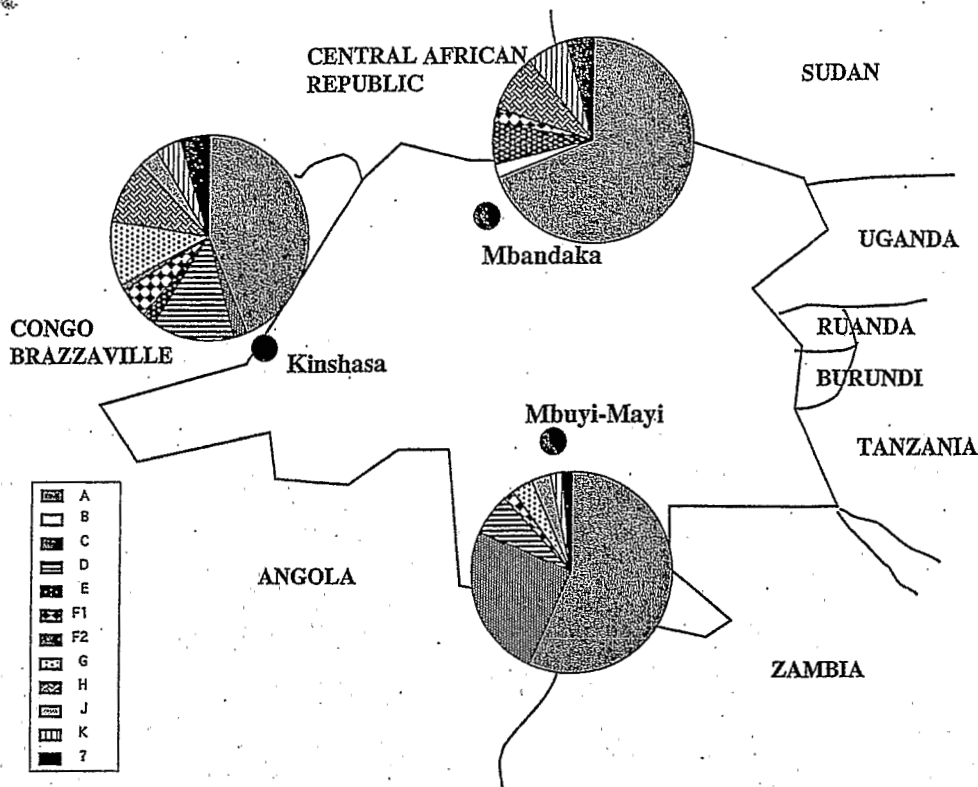 CENTRAL AFRICAN
REPUBLIC
SUDAN
Mbandaka
UGANDA
CONGO
BRAZZAVILLE
Kinshasa
RUANDA
BURUNDI
Mbuyi-Mayi
TANZANIA
A
B
C
D
E
F1
F2
G
H
J
K
?
ANGOLA
ZAMBIA